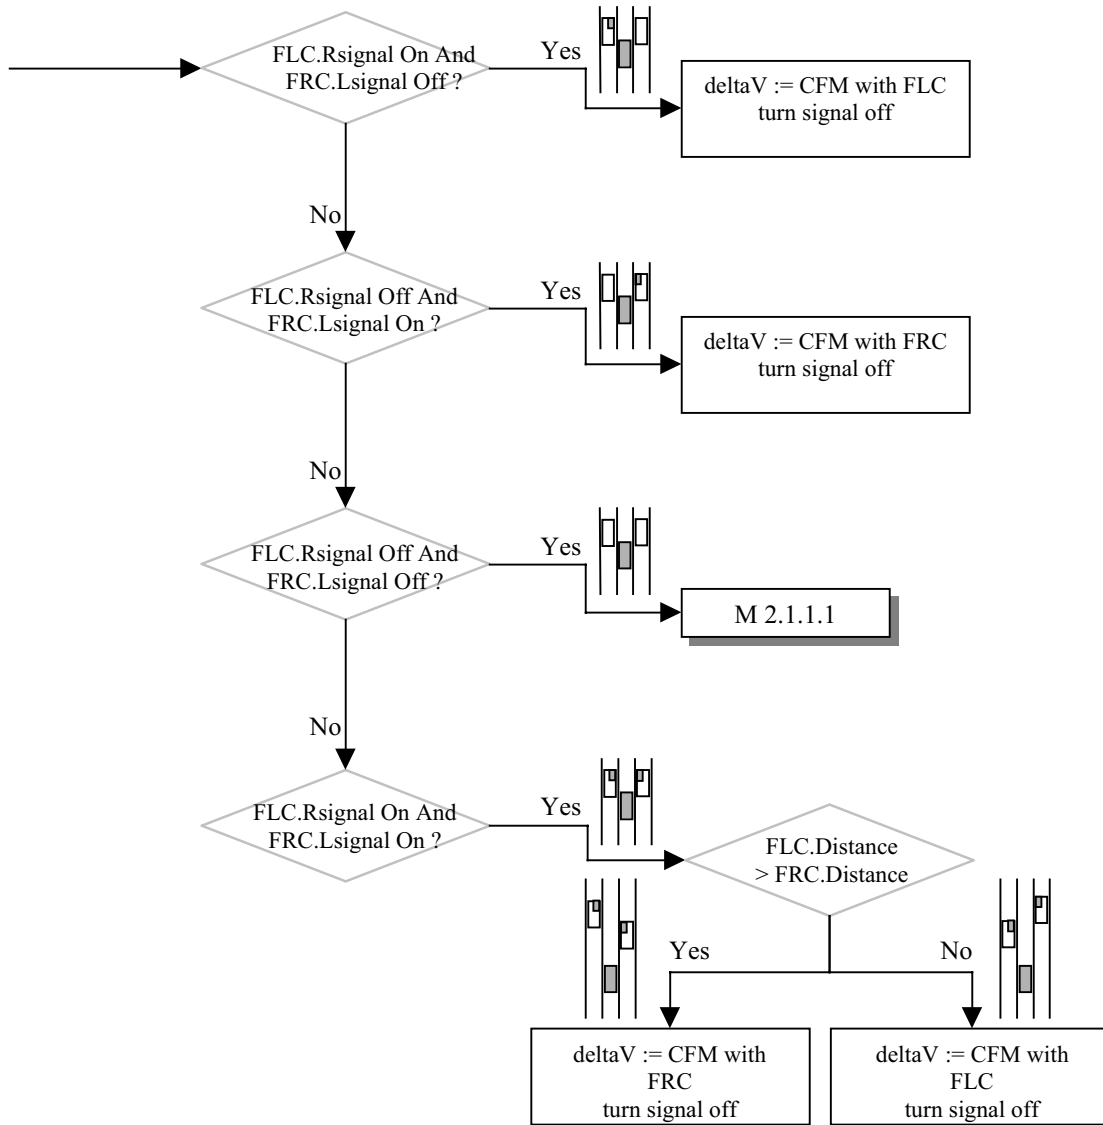 FLC.Rsignal On And
FRC.Lsignal Off ?
Yes
deltaV := CFM with FLC
turn signal off
No
FLC.Rsignal Off And
FRC.Lsignal On ?
Yes
deltaV := CFM with FRC
turn signal off
No
FLC.Rsignal Off And
FRC.Lsignal Off ?
Yes
M 2.1.1.1
No
FLC.Rsignal On And
FRC.Lsignal On ?
Yes
FLC.Distance
> FRC.Distance
Yes
No
deltaV := CFM with
FRC
turn signal off
deltaV := CFM with
FLC
turn signal off